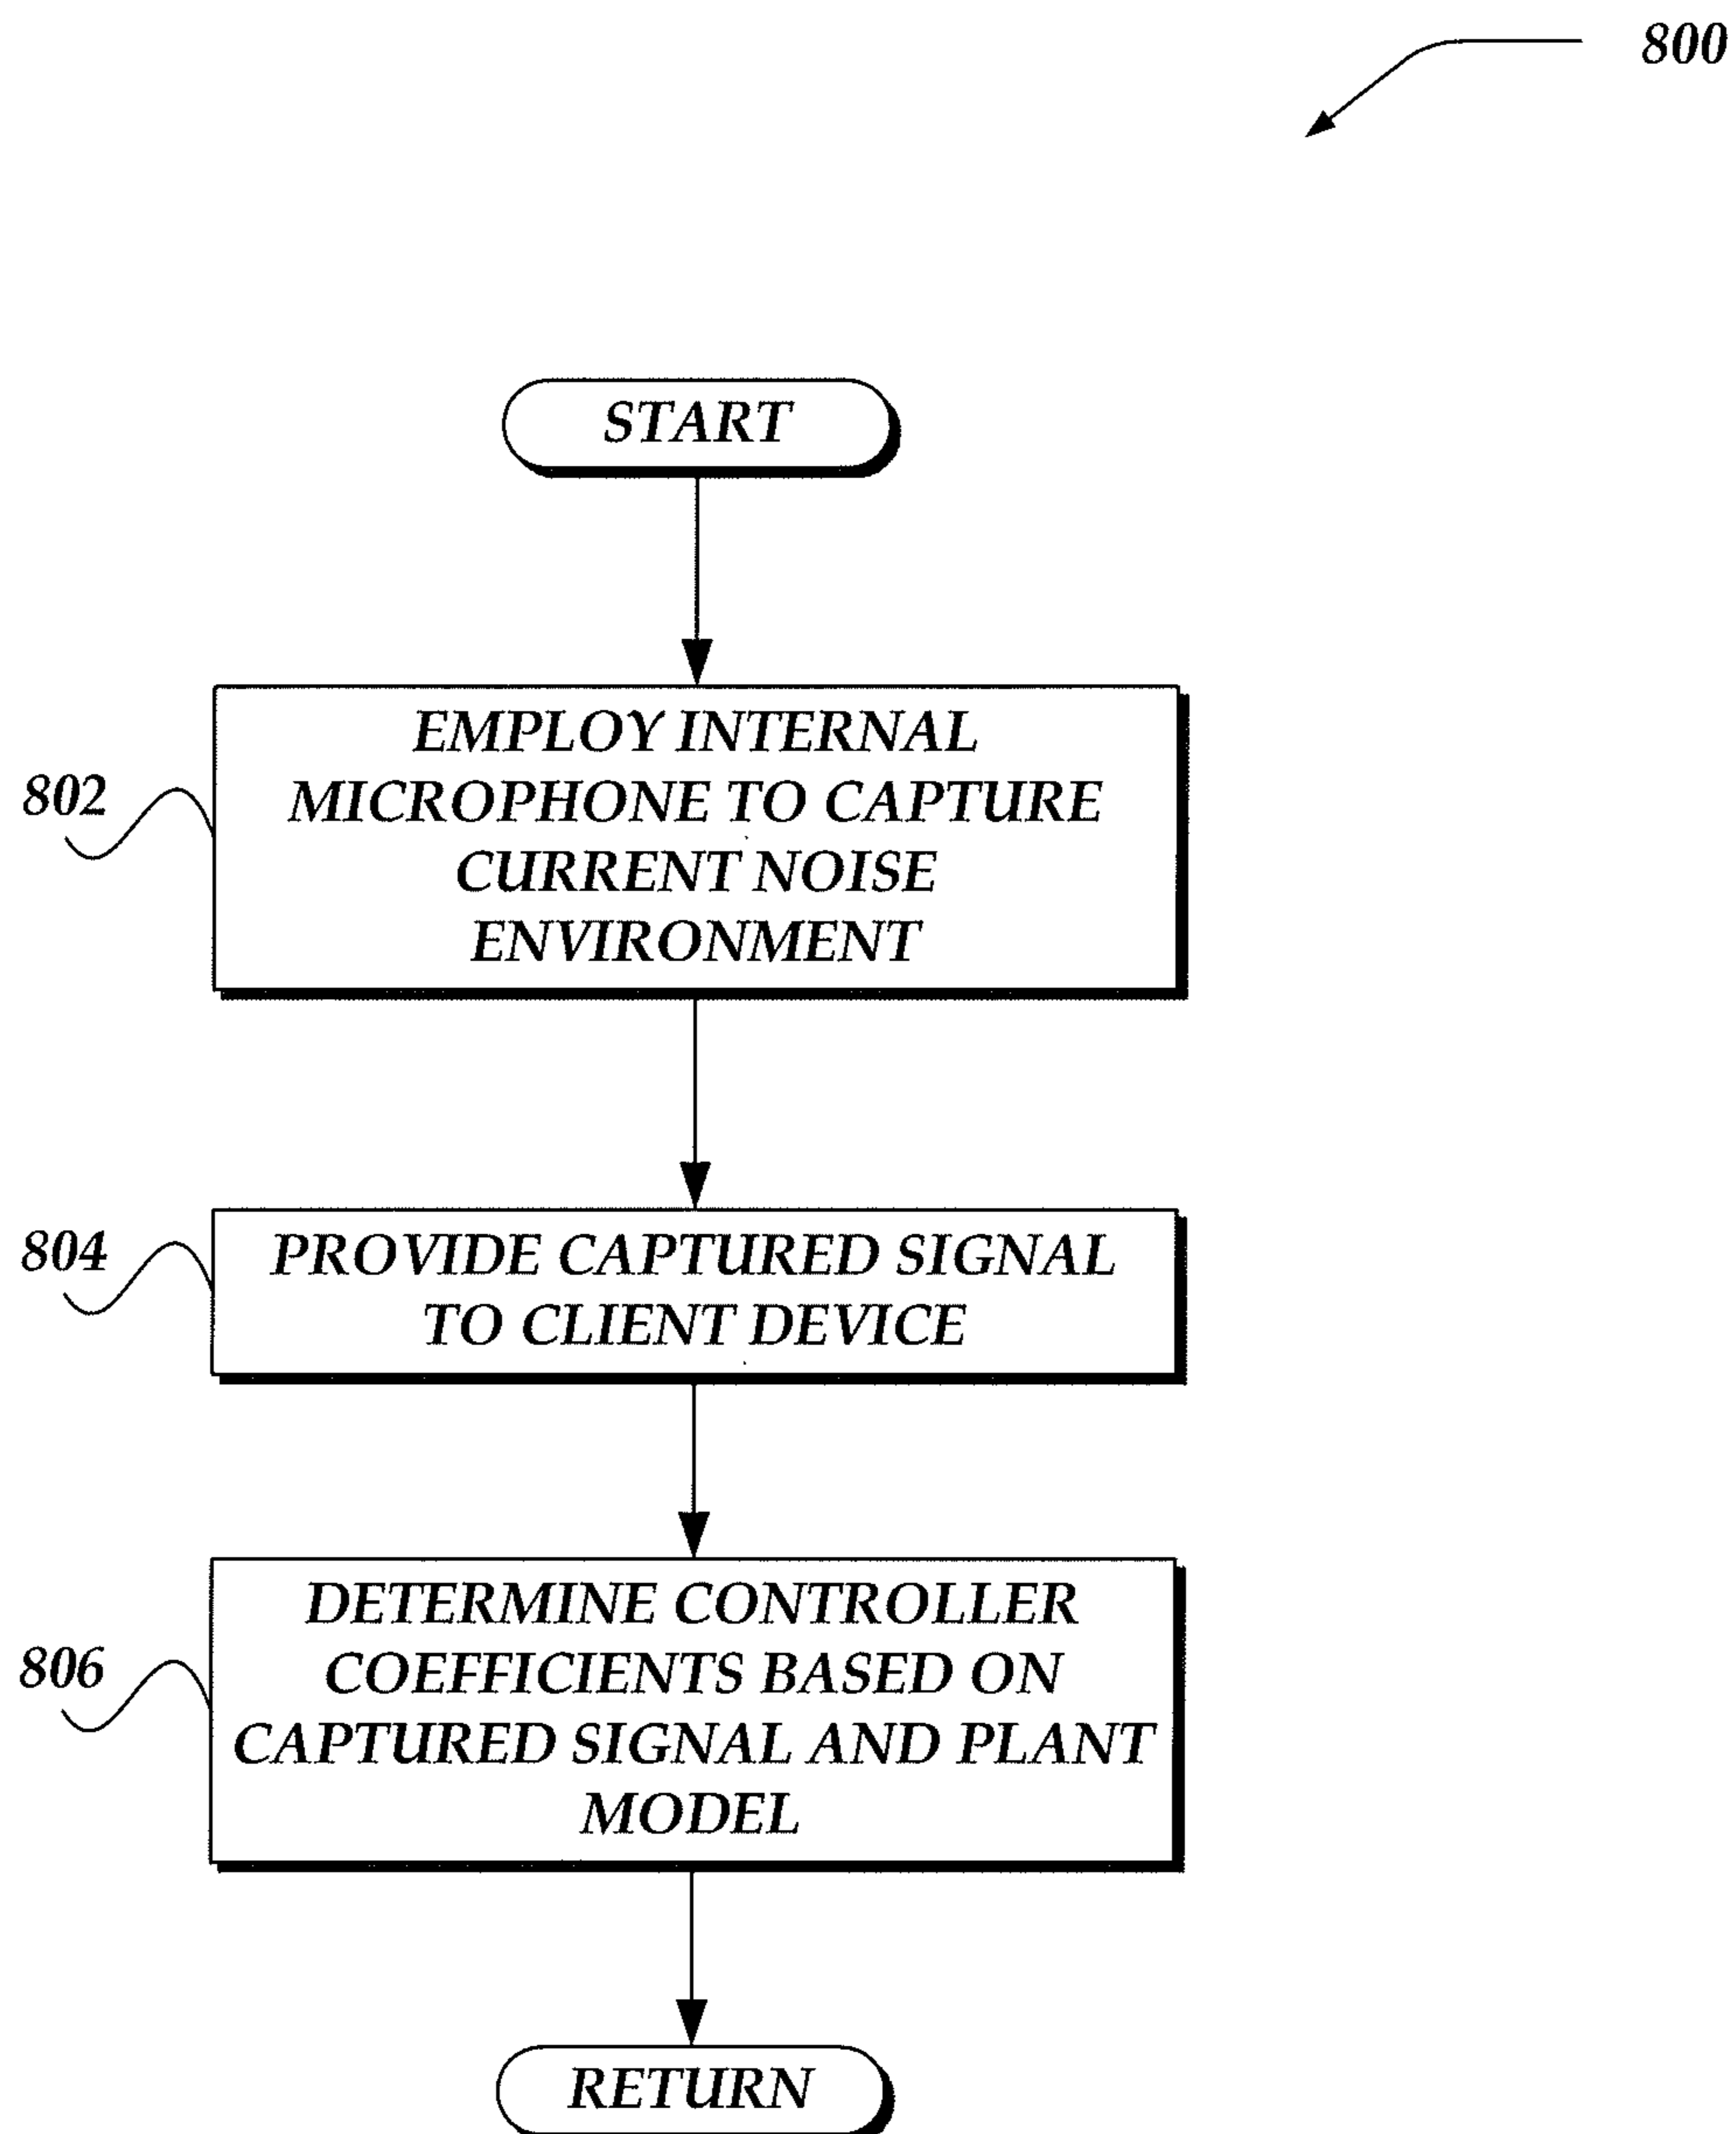 800
START
802
EMPLOY INTERNAL
MICROPHONE TO CAPTURE
CURRENT NOISE
ENVIRONMENT
804
PROVIDE CAPTURED SIGNAL
TO CLIENT DEVICE
806
DETERMINE CONTROLLER
COEFFICIENTS BASED ON
CAPTURED SIGNAL AND PLANT
MODEL
RETURN